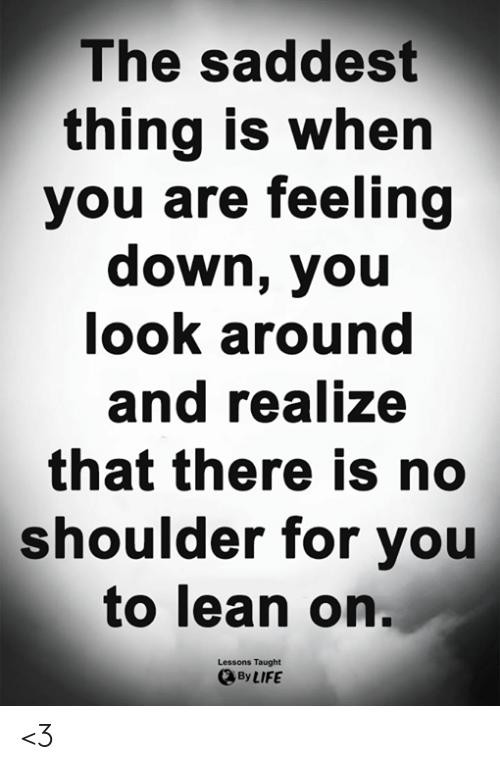 The saddest
thing is when
you are feeling
down, you
look around
and realize
that there is no
shoulder for you
to lean on.
Lessons Taught
By LIFE
<3